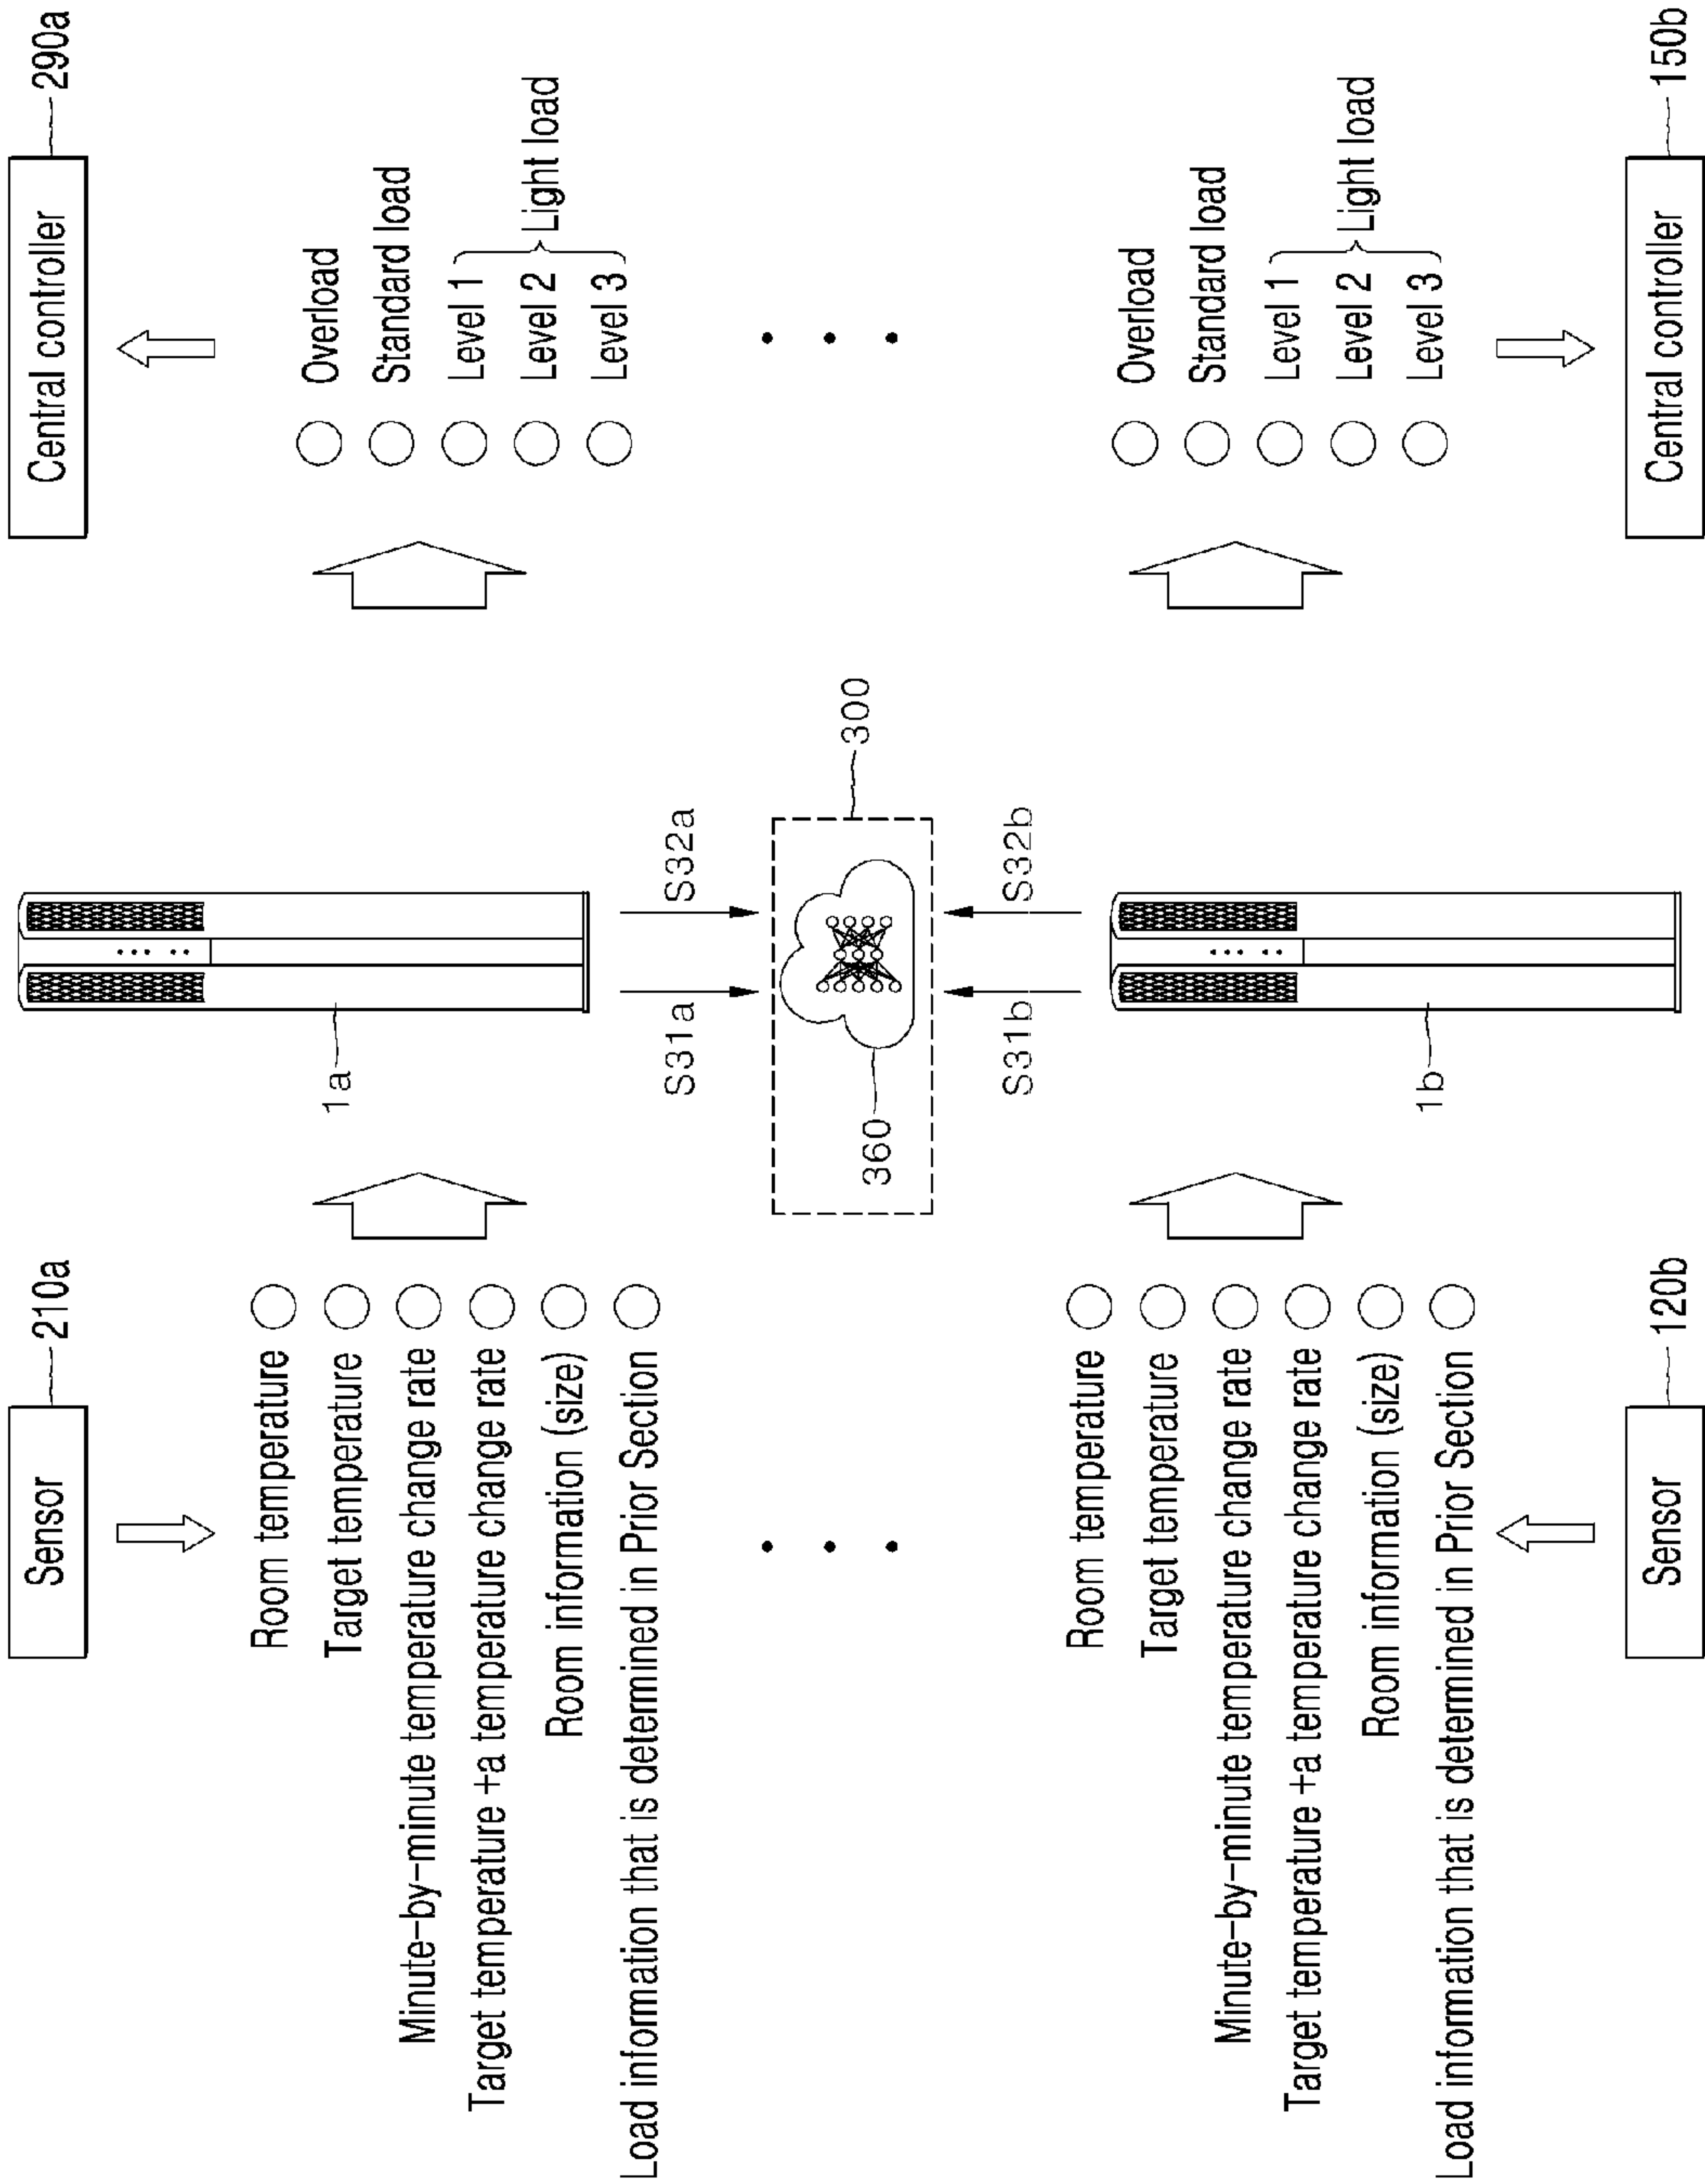 Sensor
210a
Central controller
290a
Room temperature
Target temperature
Minute-by-minute temperature change rate
Target temperature +a temperature change rate
Room information (size)
Load information that is determined in Prior Section
1a
Overload
Standard load
Level 1
Level 2
Level 3
Light load
S31a
S32a
360
300
S31b
S32b
Room temperature
Target temperature
Minute-by-minute temperature change rate
Target temperature +a temperature change rate
Room information (size)
Load information that is determined in Prior Section
1b
Overload
Standard load
Level 1
Level 2
Level 3
Light load
Sensor
120b
Central controller
150b